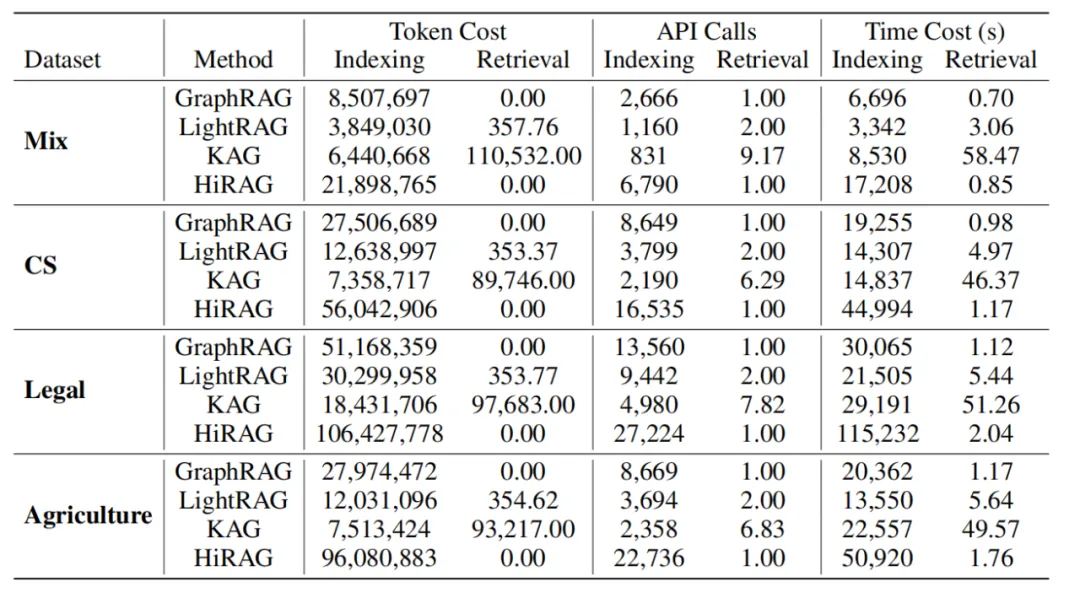 Token Cost API Calls Time Cost (s)
Dataset Method Indexing Retrieval Indexing Retrieval Indexing Retrieval
Mix
GraphRAG 8,507,697 0.00 2,666 1.00 6,696 0.70
LightRAG 3,849,030 357.76 1,160 2.00 3,342 3.06
KAG 6,440,668 110,532.00 831 9.17 8,530 58.47
HiRAG 21,898,765 0.00 6,790 1.00 17,208 0.85
CS
GraphRAG 27,506,689 0.00 8,649 1.00 19,255 0.98
LightRAG 12,638,997 353.37 3,799 2.00 14,307 4.97
KAG 7,358,717 89,746.00 2,190 6.29 14,837 46.37
HiRAG 56,042,906 0.00 16,535 1.00 44,994 1.17
Legal
GraphRAG 51,168,359 0.00 13,560 1.00 30,065 1.12
LightRAG 30,299,958 353.77 9,442 2.00 21,505 5.44
KAG 18,431,706 97,683.00 4,980 7.82 29,191 51.26
HiRAG 106,427,778 0.00 27,224 1.00 115,232 2.04
Agriculture
GraphRAG 27,974,472 0.00 8,669 1.00 20,362 1.17
LightRAG 12,031,096 354.62 3,694 2.00 13,550 5.64
KAG 7,513,424 93,217.00 2,358 6.83 22,557 49.57
HiRAG 96,080,883 0.00 22,736 1.00 50,920 1.76